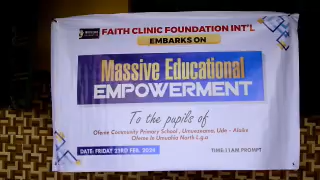 FAITH CLINIC FOUNDATION INT'L
EMBARKS ON
Massive Educational
EMPOWERMENT
To the pupils of
Ofeme Community Primary School, Umunwanwa, Ude - Alaba
Ofeme In Umuahia North L.g.a
DATE: FRIDAY 23RD FEB, 2024
TIME: 11AM PROMPT